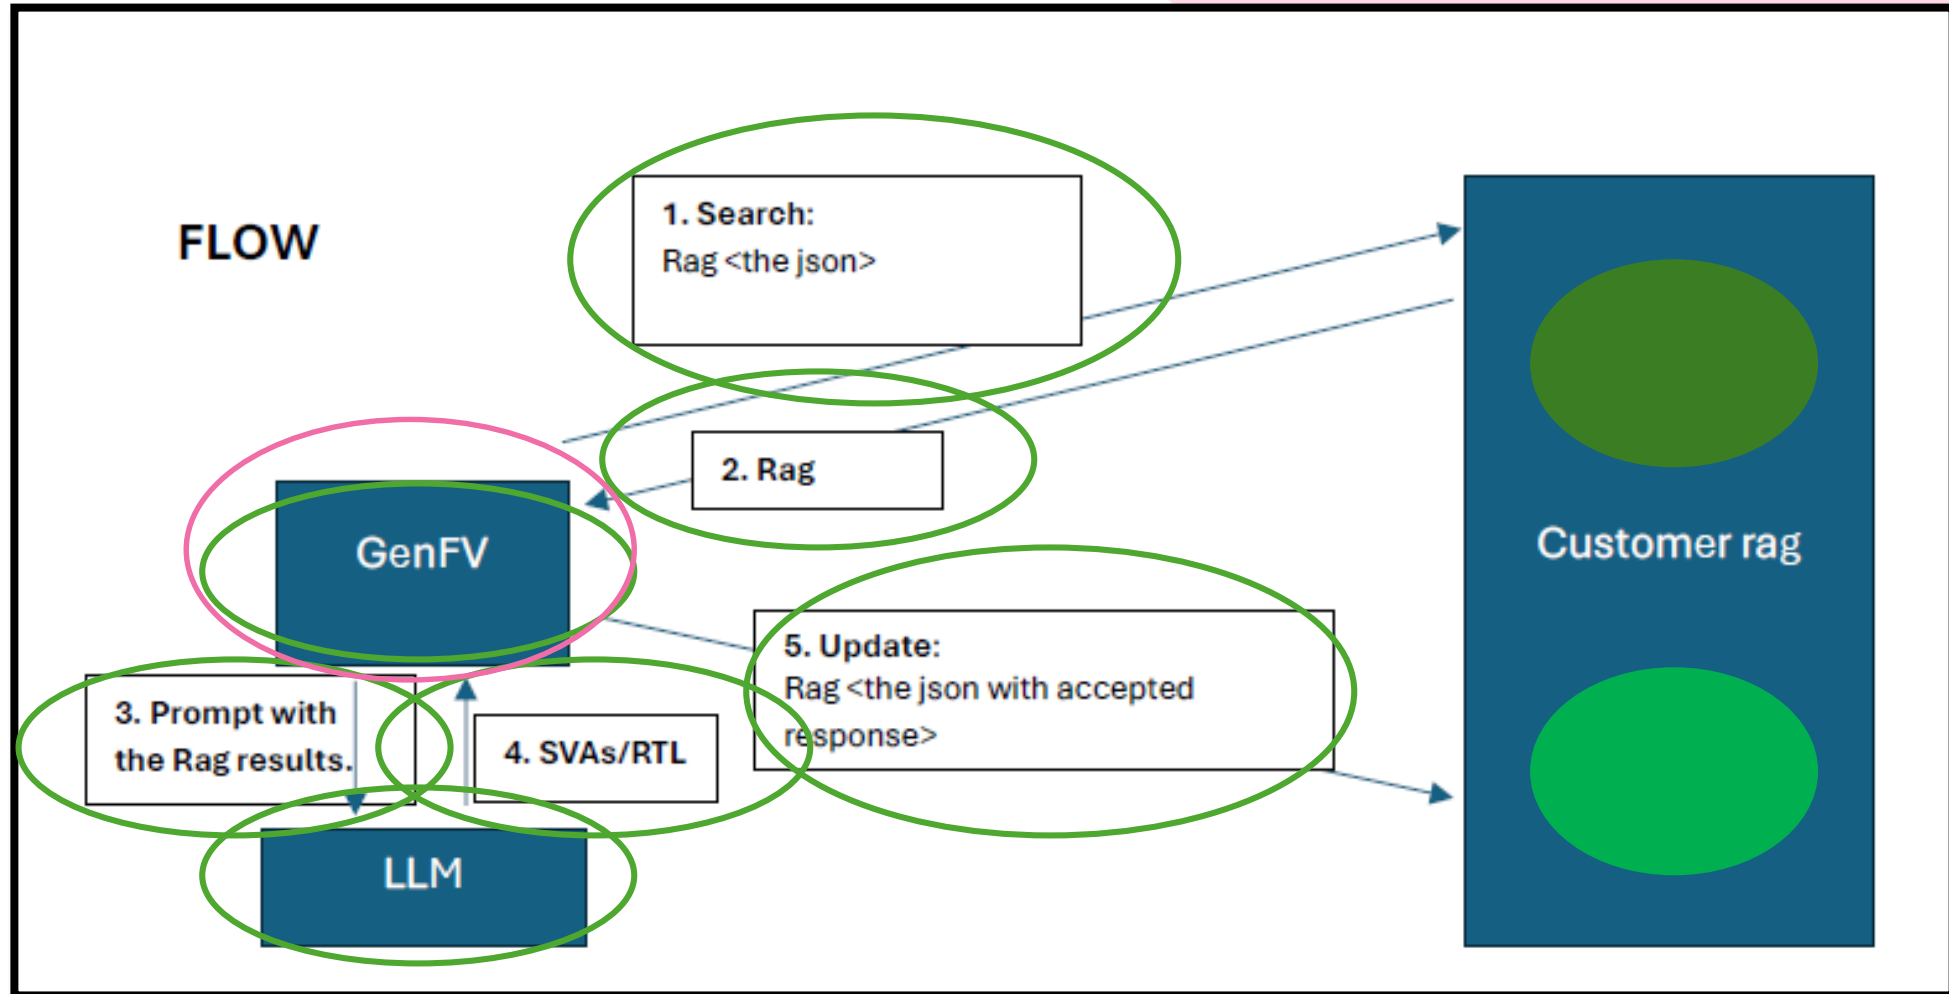 FLOW
1. Search:
Rag <the json>
2. Rag
GenFV
Customer rag
3. Prompt with
the Rag results.
4. SVAs/RTL
5. Update:
Rag <the json with accepted
response>
LLM